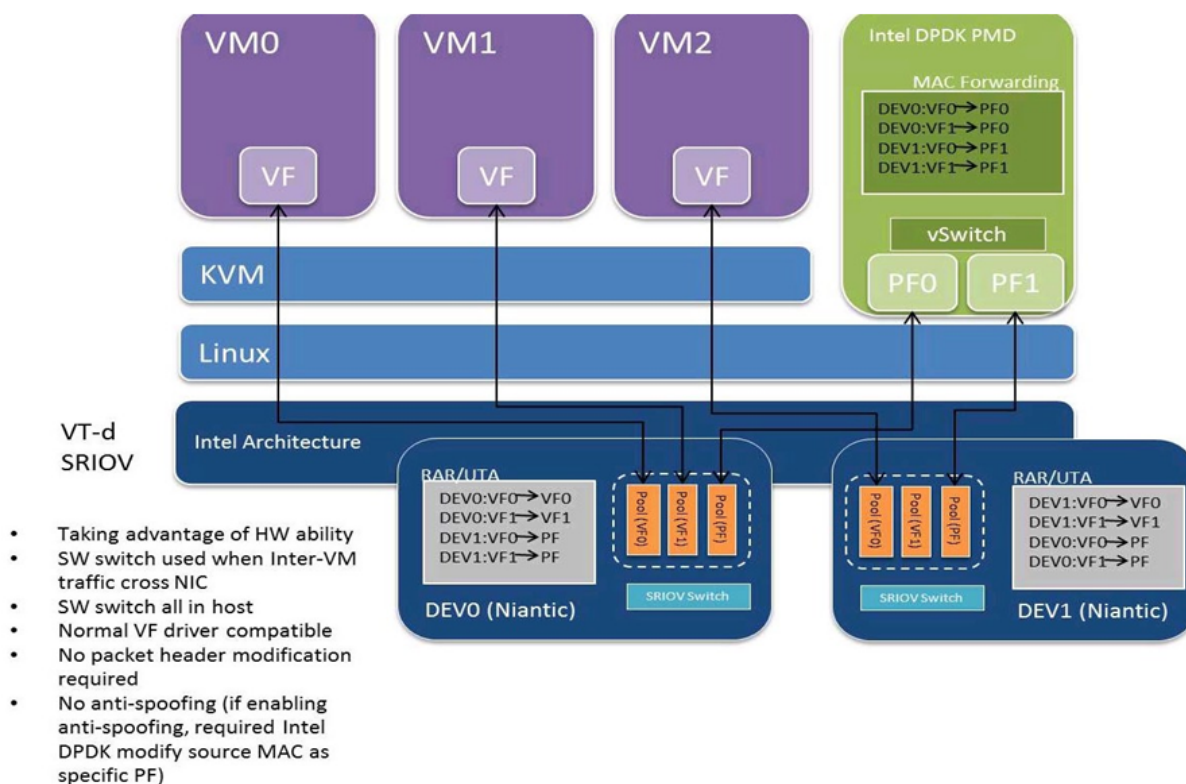 VM0
VM1
VM2
Intel DPDK PMD
MAC Forwarding
DEV0:VF0→PF0
DEV0:VF1→PF0
DEV1:VF0→PF1
DEV1:VF1→PF1
VF
VF
VF
vSwitch
PF0
PF1
KVM
Linux
VT-d
SRIOV
Intel Architecture
RAR/UTA
DEV0:VF0→VF0
DEV0:VF1→VF1
DEV1:VF0→PF
DEV1:VF1→PF
Pool(VF0)
Pool(VF1)
Pool(PF)
SRIOV Switch
DEV0 (Niantic)
Pool(VF0)
Pool(VF1)
Pool(PF)
SRIOV Switch
RAR/UTA
DEV1:VF0→VF0
DEV1:VF1→VF1
DEV0:VF0→PF
DEV0:VF1→PF
DEV1 (Niantic)
• Taking advantage of HW ability
• SW switch used when Inter-VM
traffic cross NIC
• SW switch all in host
• Normal VF driver compatible
• No packet header modification
required
• No anti-spoofing (if enabling
anti-spoofing, required Intel
DPDK modify source MAC as
specific PF)